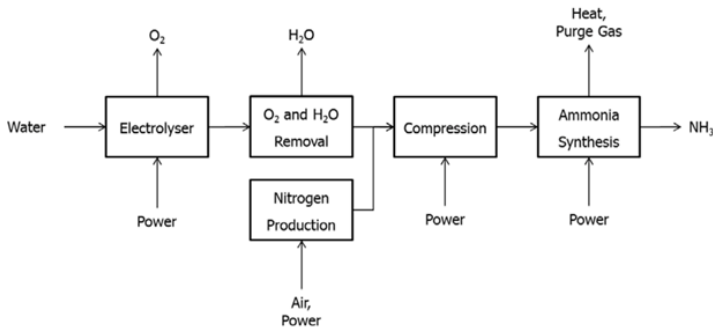 O₂
H₂O
Heat,
Purge Gas
Water
Electrolyser
O₂ and H₂O
Removal
Compression
Ammonia
Synthesis
NH₃
Power
Nitrogen
Production
Power
Power
Air,
Power